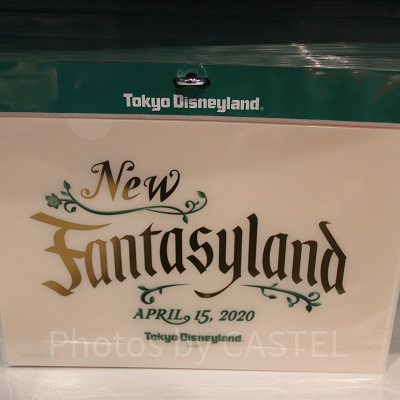 Tokyo Disneyland®
New
Fantasyland
APRIL 15, 2020
Tokyo Disneyland®
Photos by CASTEL